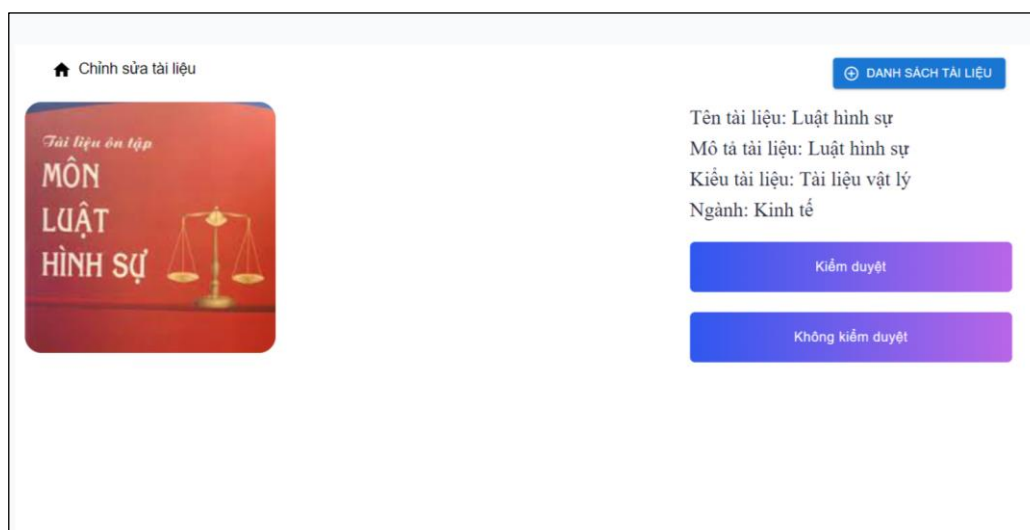 Chỉnh sửa tài liệu
DANH SÁCH TÀI LIỆU
Tài liệu ôn tập
MÔN
LUẬT
HÌNH SỰ
Tên tài liệu: Luật hình sự
Mô tả tài liệu: Luật hình sự
Kiểu tài liệu: Tài liệu vật lý
Ngành: Kinh tế
Kiểm duyệt
Không kiểm duyệt